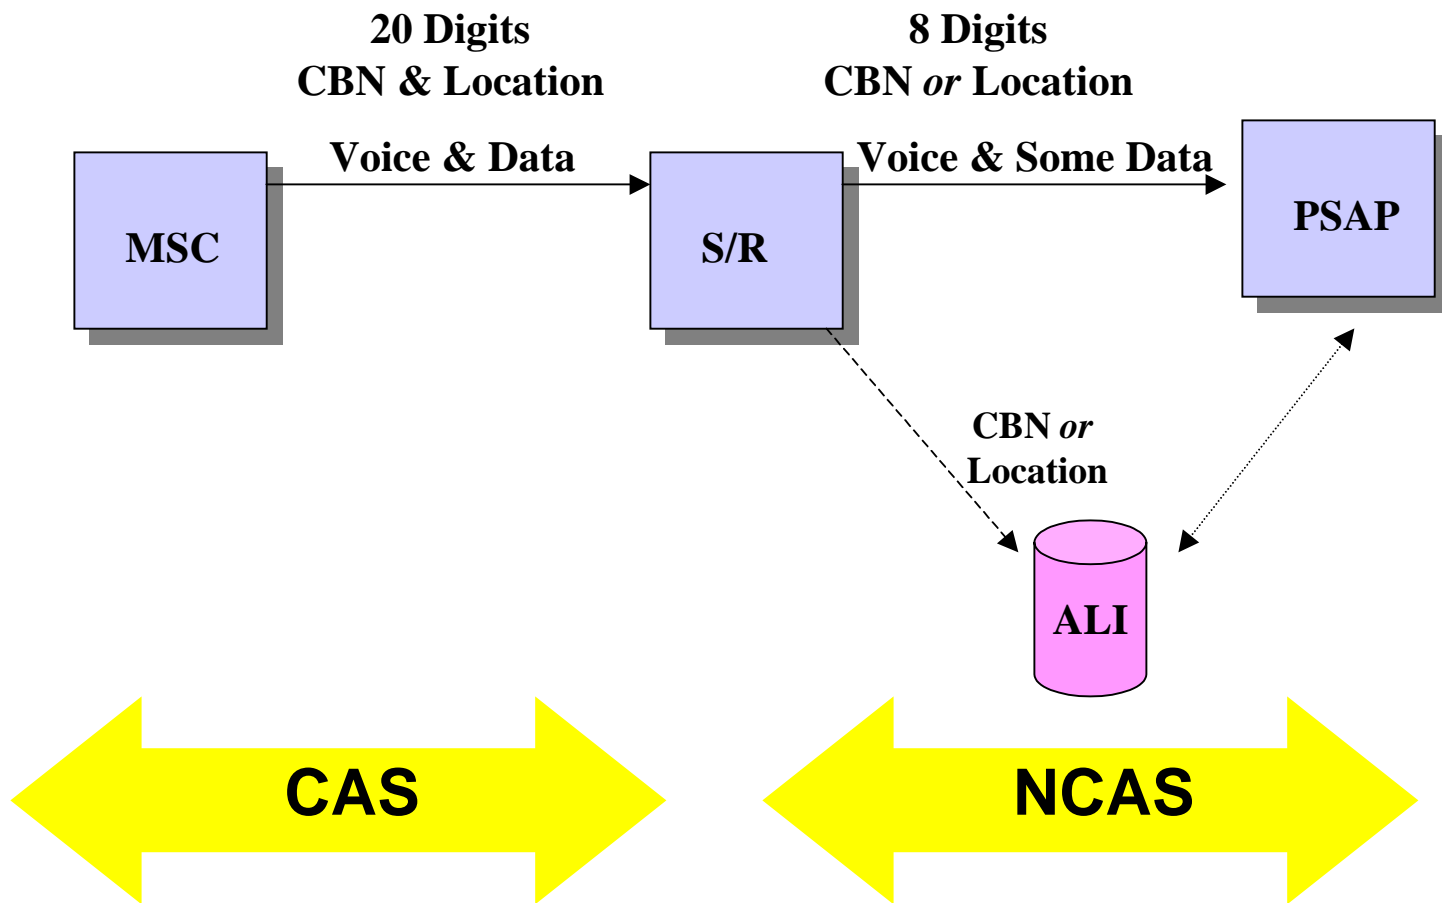 20 Digits
CBN & Location
8 Digits
CBN or Location
Voice & Data
Voice & Some Data
MSC
S/R
PSAP
CBN or
Location
ALI
CAS
NCAS